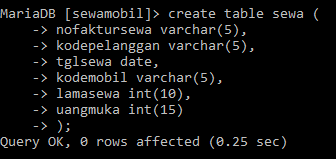 MariaDB [sewamobil]> create table sewa (
    -> nofaktursewa varchar(5),
    -> kodepelanggan varchar(5),
    -> tglsewa date,
    -> kodemobil varchar(5),
    -> lamasewa int(10),
    -> uangmuka int(15)
    -> );
Query OK, 0 rows affected (0.25 sec)